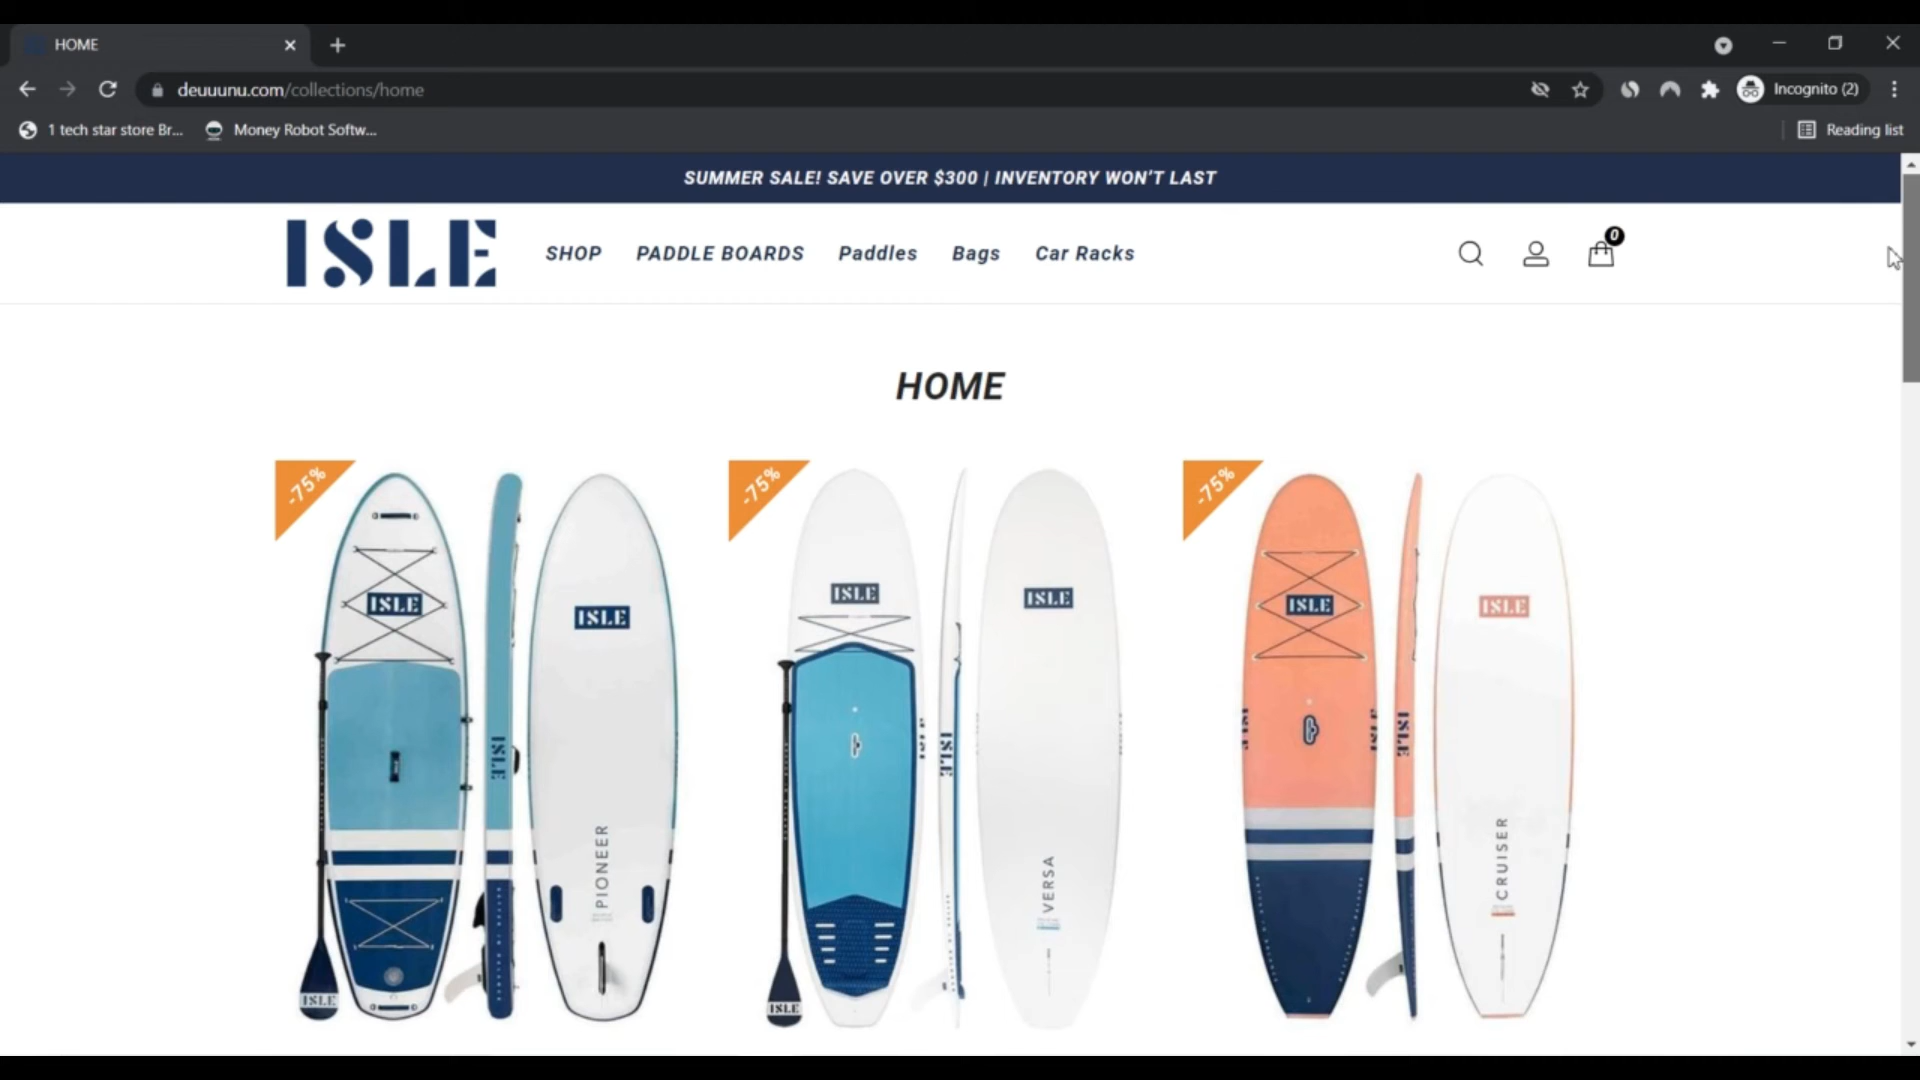 HOME
deuuunu.com/collections/home
Incognito (2)
1 tech star store Br...
Money Robot Softw...
Reading list
SUMMER SALE! SAVE OVER $300 | INVENTORY WON'T LAST
ISLE
SHOP
PADDLE BOARDS
Paddles
Bags
Car Racks
0
HOME
-75%
-75%
-75%
ISLE
ISLE
ISLE
ISLE
ISLE
ISLE
ISLE
ISLE
ISLE
PIONEER
VERSA
CRUISER
ISLE
ISLE